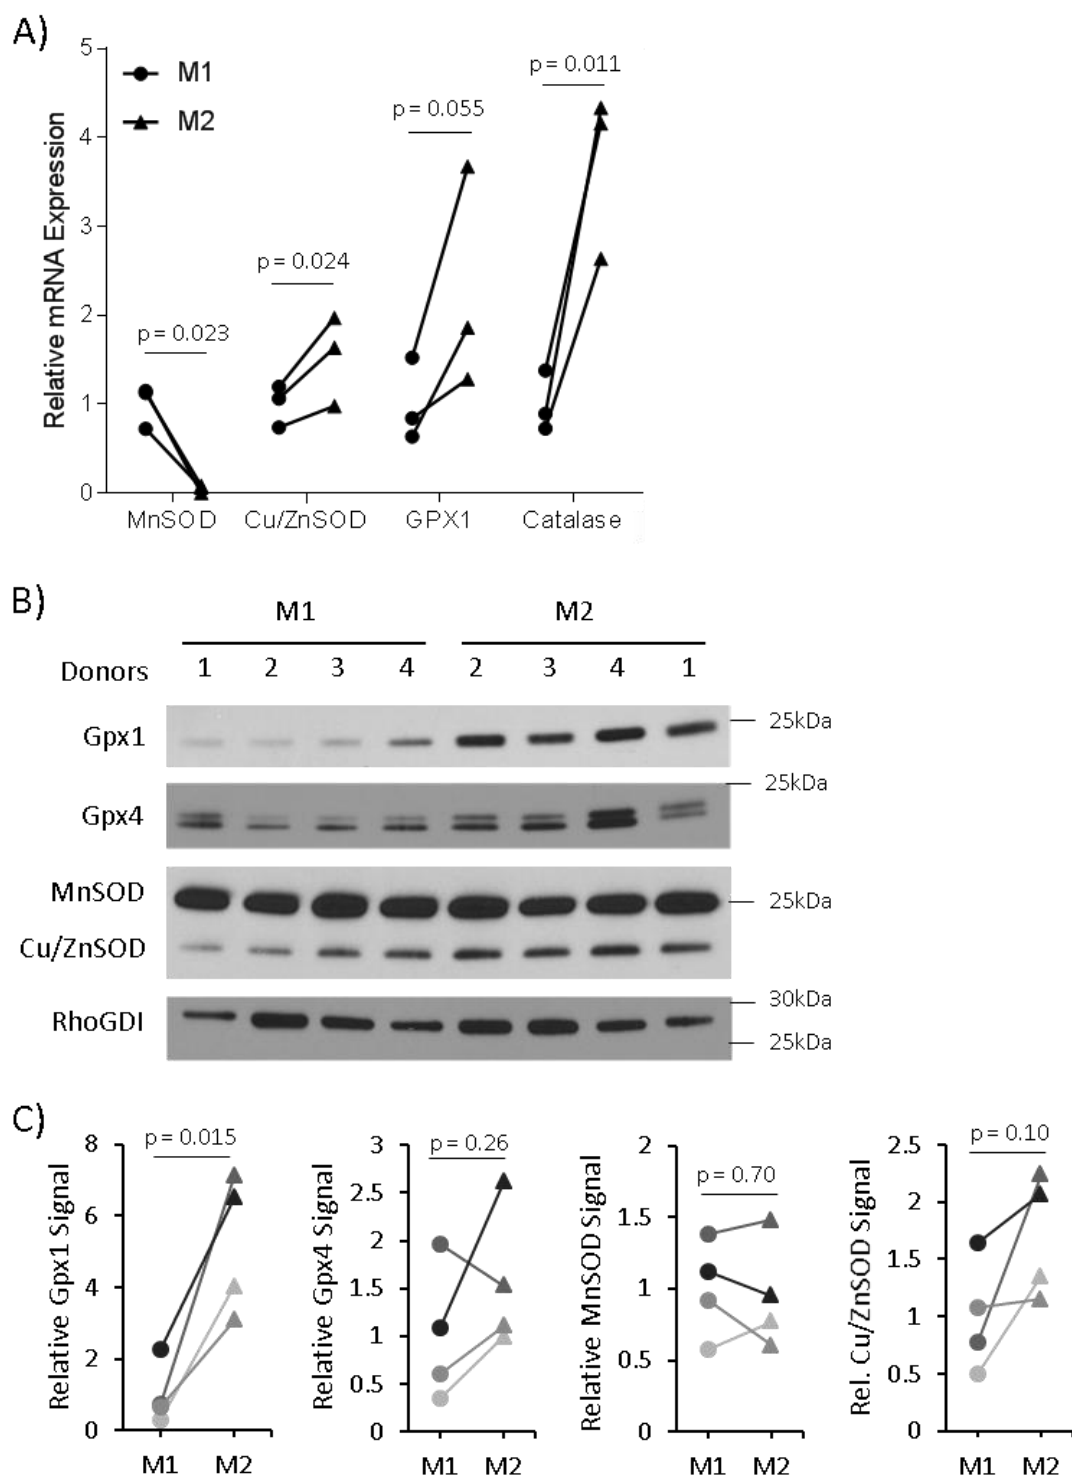 A)
5
4
3
2
1
0
Relative mRNA Expression
M1
M2
p = 0.023
p = 0.024
p = 0.055
p = 0.011
MnSOD Cu/ZnSOD GPX1 Catalase
B)
M1 M2
Donors 1 2 3 4 2 3 4 1
Gpx1 25kDa
Gpx4 25kDa
MnSOD 25kDa
Cu/ZnSOD
RhoGDI 30kDa
25kDa
C)
Relative Gpx1 Signal
8
6
4
2
0
p = 0.015
M1 M2
Relative Gpx4 Signal
3
2.5
2
1.5
1
0.5
0
p = 0.26
M1 M2
Relative MnSOD Signal
2
1.5
1
0.5
0
p = 0.70
M1 M2
Rel. Cu/ZnSOD Signal
2.5
2
1.5
1
0.5
0
p = 0.10
M1 M2